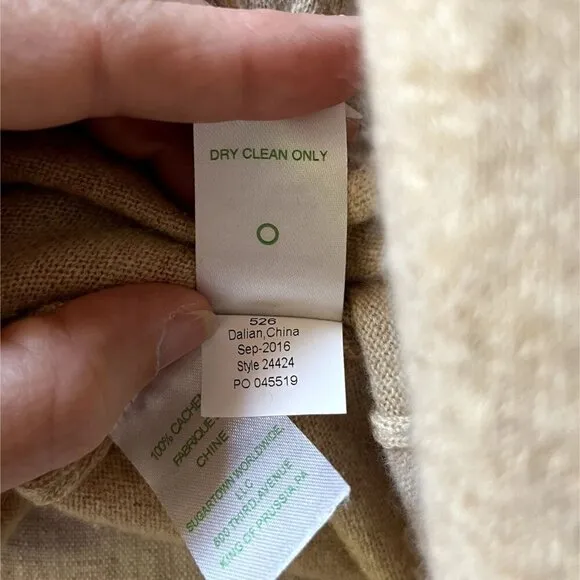 DRY CLEAN ONLY
526
Dalian,China
Sep-2016
Style 24424
PO 045519
100%
FABRIQUE
CHINE
SUGARTOWN WORLDWIDE
LLC
800 THIRD AVENUE
KING OF PRUSSIA PA